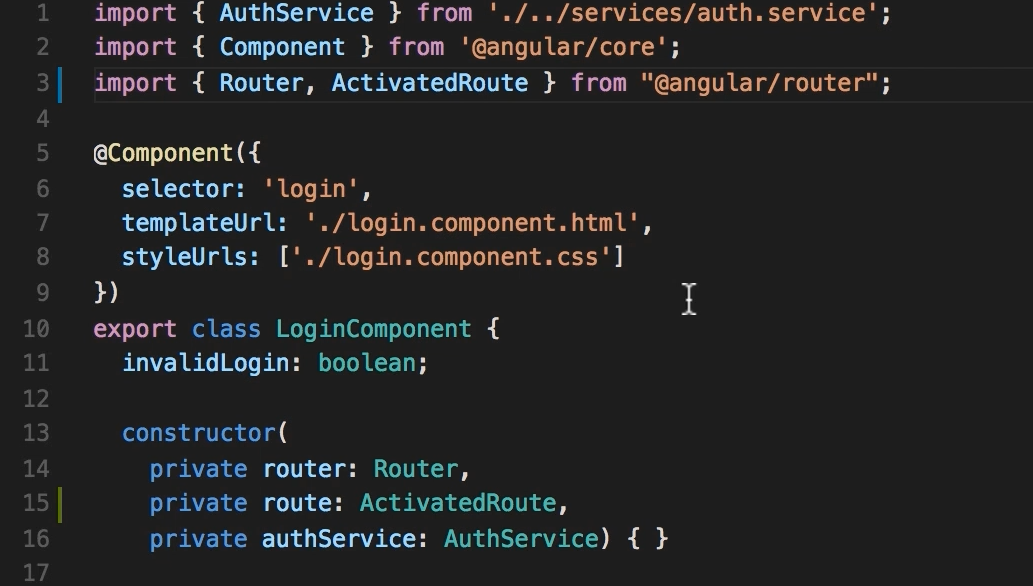 1 import { AuthService } from './../services/auth.service';
2 import { Component } from '@angular/core';
3 import { Router, ActivatedRoute } from "@angular/router";
4
5 @Component({
6   selector: 'login',
7   templateUrl: './login.component.html',
8   styleUrls: ['./login.component.css']
9 })
10 export class LoginComponent {
11   invalidLogin: boolean;
12
13   constructor(
14     private router: Router,
15     private route: ActivatedRoute,
16     private authService: AuthService) { }
17